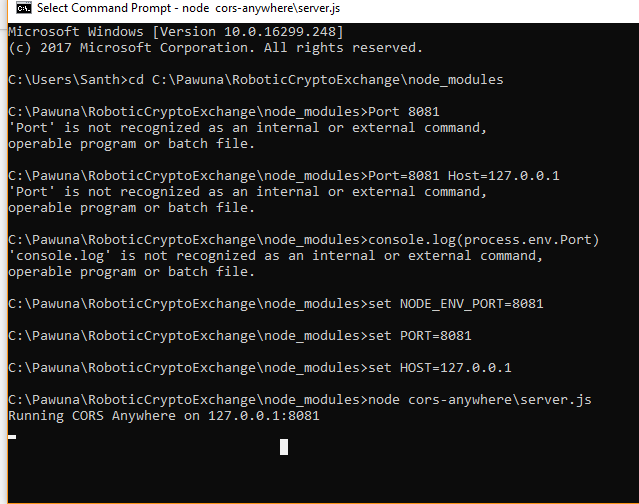 Select Command Prompt - node  cors-anywhere\server.js
Microsoft Windows [Version 10.0.16299.248]
(c) 2017 Microsoft Corporation. All rights reserved.
C:\Users\Santh>cd C:\Pawuna\RoboticCryptoExchange\node_modules
C:\Pawuna\RoboticCryptoExchange\node_modules>Port 8081
'Port' is not recognized as an internal or external command,
operable program or batch file.
C:\Pawuna\RoboticCryptoExchange\node_modules>Port=8081 Host=127.0.0.1
'Port' is not recognized as an internal or external command,
operable program or batch file.
C:\Pawuna\RoboticCryptoExchange\node_modules>console.log(process.env.Port)
'console.log' is not recognized as an internal or external command,
operable program or batch file.
C:\Pawuna\RoboticCryptoExchange\node_modules>set NODE_ENV_PORT=8081
C:\Pawuna\RoboticCryptoExchange\node_modules>set PORT=8081
C:\Pawuna\RoboticCryptoExchange\node_modules>set HOST=127.0.0.1
C:\Pawuna\RoboticCryptoExchange\node_modules>node cors-anywhere\server.js
Running CORS Anywhere on 127.0.0.1:8081